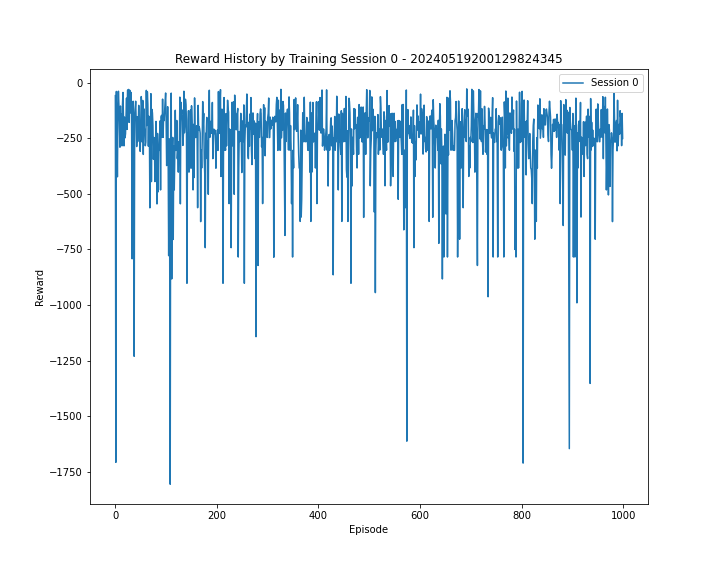 Reward History by Training Session 0 - 20240519200129824345
Session 0
0
−250
−500
−750
−1000
−1250
−1500
−1750
Reward
0 200 400 600 800 1000
Episode